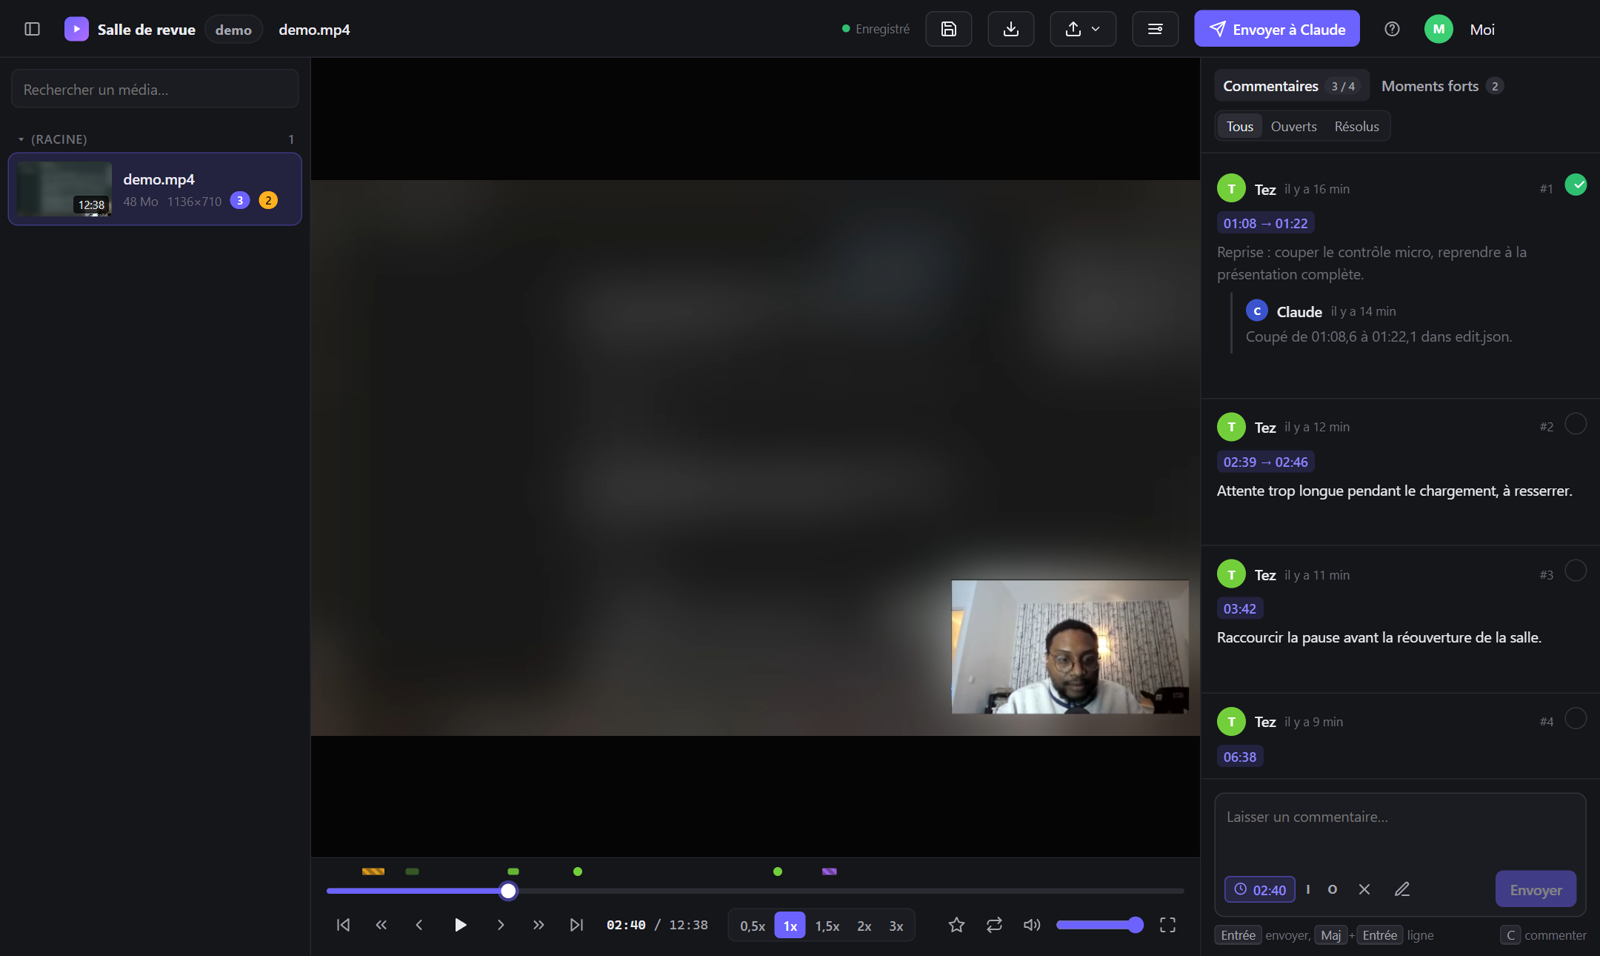 Salle de revue demo demo.mp4
Enregistré
Envoyer à Claude
M Moi
Rechercher un média...
(RACINE) 1
demo.mp4
12:38
48 Mo 1136×710 3 2
Commentaires 3 / 4 Moments forts 2
Tous Ouverts Résolus
T Tez il y a 16 min #1
01:08 → 01:22
Reprise : couper le contrôle micro, reprendre à la
présentation complète.
C Claude il y a 14 min
Coupé de 01:08,6 à 01:22,1 dans edit.json.
T Tez il y a 12 min #2
02:39 → 02:46
Attente trop longue pendant le chargement, à resserrer.
T Tez il y a 11 min #3
03:42
Raccourcir la pause avant la réouverture de la salle.
T Tez il y a 9 min #4
06:38
Laisser un commentaire...
02:40 I O Envoyer
Entrée envoyer, Maj + Entrée ligne C commenter
02:40 / 12:38 0,5x 1x 1,5x 2x 3x